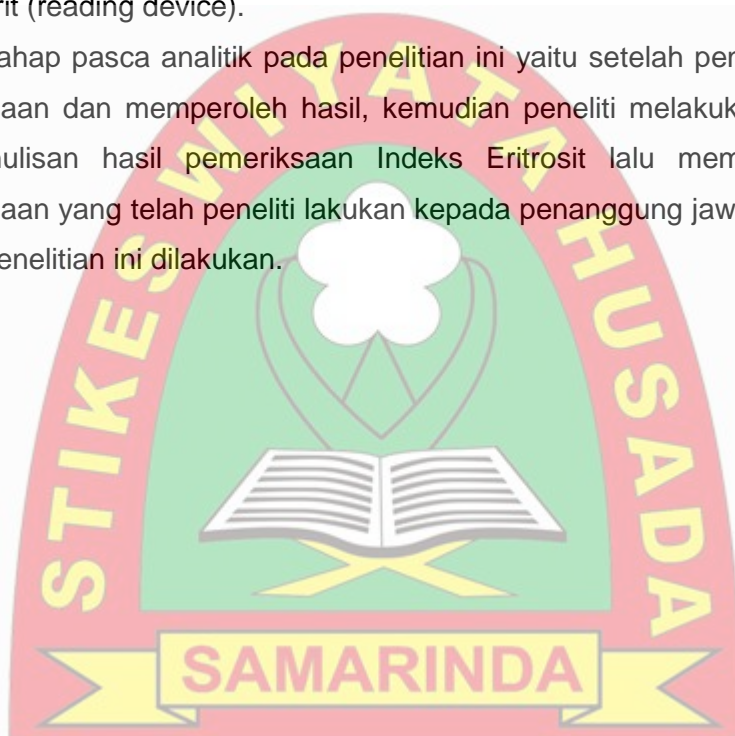 rit (reading device).
ahap pasca analitik pada penelitian ini yaitu setelah pen
aan dan memperoleh hasil, kemudian peneliti melakuk
ulisan hasil pemeriksaan Indeks Eritrosit lalu mem
aan yang telah peneliti lakukan kepada penanggung jaw
enelitian ini dilakukan.
STIKES WIYATA HUSADA
SAMARINDA